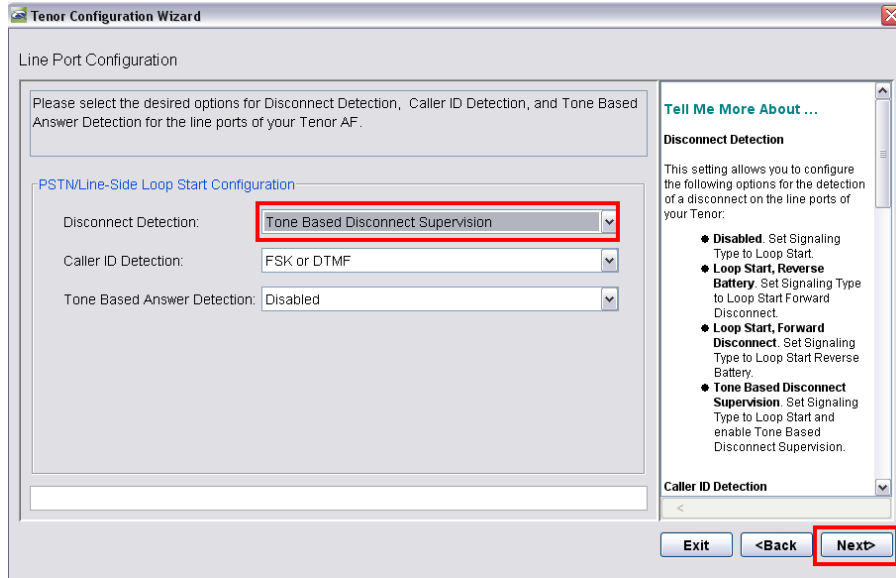 Tenor Configuration Wizard
Line Port Configuration
Please select the desired options for Disconnect Detection, Caller ID Detection, and Tone Based
Answer Detection for the line ports of your Tenor AF.
PSTN/Line-Side Loop Start Configuration
Disconnect Detection: Tone Based Disconnect Supervision
Caller ID Detection: FSK or DTMF
Tone Based Answer Detection: Disabled
Tell Me More About ...
Disconnect Detection
This setting allows you to configure
the following options for the detection
of a disconnect on the line ports of
your Tenor:
● Disabled. Set Signaling
Type to Loop Start.
● Loop Start, Reverse
Battery. Set Signaling Type
to Loop Start Forward
Disconnect.
● Loop Start, Forward
Disconnect. Set Signaling
Type to Loop Start Reverse
Battery.
● Tone Based Disconnect
Supervision. Set Signaling
Type to Loop Start and
enable Tone Based
Disconnect Supervision.
Caller ID Detection
Exit <Back Next>